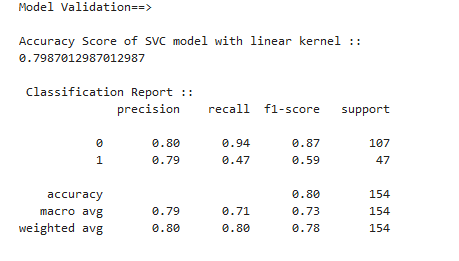 Model Validation==>
Accuracy Score of SVC model with linear kernel ::
0.7987012987012987
Classification Report ::
precision recall f1-score support
0 0.80 0.94 0.87 107
1 0.79 0.47 0.59 47
accuracy 0.80 154
macro avg 0.79 0.71 0.73 154
weighted avg 0.80 0.80 0.78 154